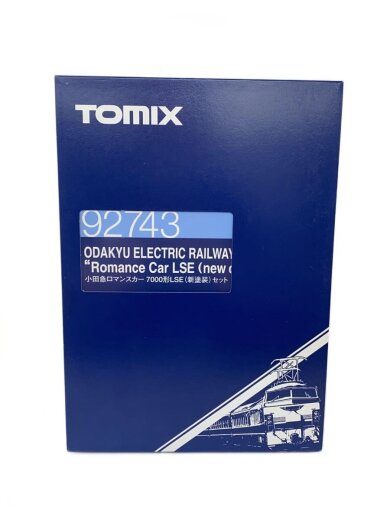 TOMIX
92743
ODAKYU ELECTRIC RAILWAY
“Romance Car LSE (new
小田急ロマンスカー 7000形LSE(新塗装)セット